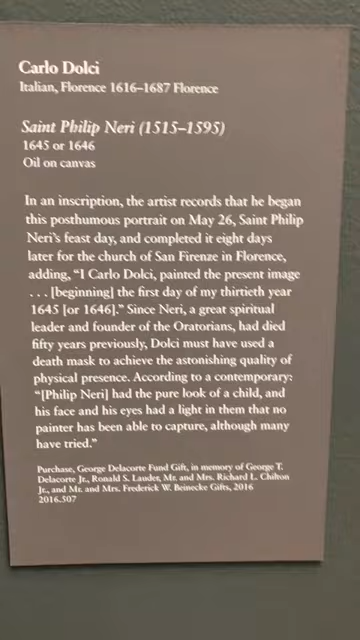 Carlo Dolci
Italian, Florence 1616–1687 Florence
Saint Philip Neri (1515–1595)
1645 or 1646
Oil on canvas
In an inscription, the artist records that he began
this posthumous portrait on May 26, Saint Philip
Neri's feast day, and completed it eight days
later for the church of San Firenze in Florence,
adding, “I Carlo Dolci, painted the present image
. . . [beginning] the first day of my thirtieth year
1645 [or 1646].” Since Neri, a great spiritual
leader and founder of the Oratorians, had died
fifty years previously, Dolci must have used a
death mask to achieve the astonishing quality of
physical presence. According to a contemporary:
“[Philip Neri] had the pure look of a child, and
his face and his eyes had a light in them that no
painter has been able to capture, although many
have tried.”
Purchase, George Delacorte Fund Gift, in memory of George T.
Delacorte Jr., Ronald S. Lauder, Mr. and Mrs. Richard L. Chilton
Jr., and Mr. and Mrs. Frederick W. Beinecke Gifts, 2016
2016.507